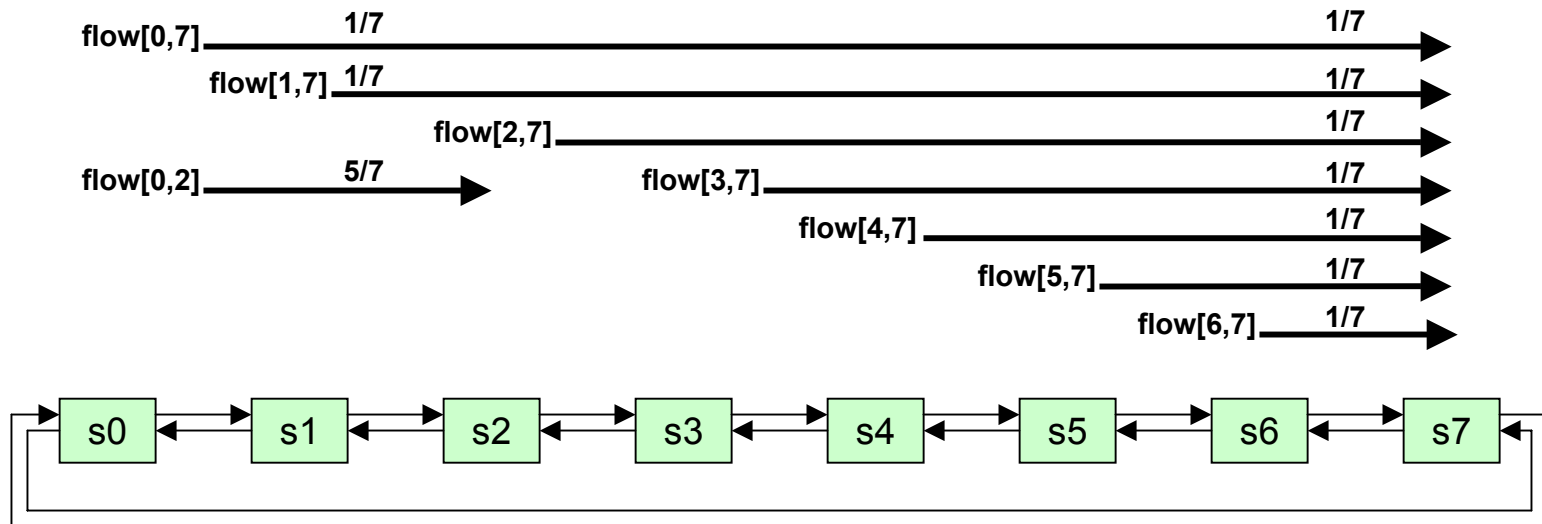 flow[0,7] 1/7 1/7
flow[1,7] 1/7 1/7
flow[2,7] 1/7
flow[0,2] 5/7 flow[3,7] 1/7
flow[4,7] 1/7
flow[5,7] 1/7
flow[6,7] 1/7
s0 s1 s2 s3 s4 s5 s6 s7